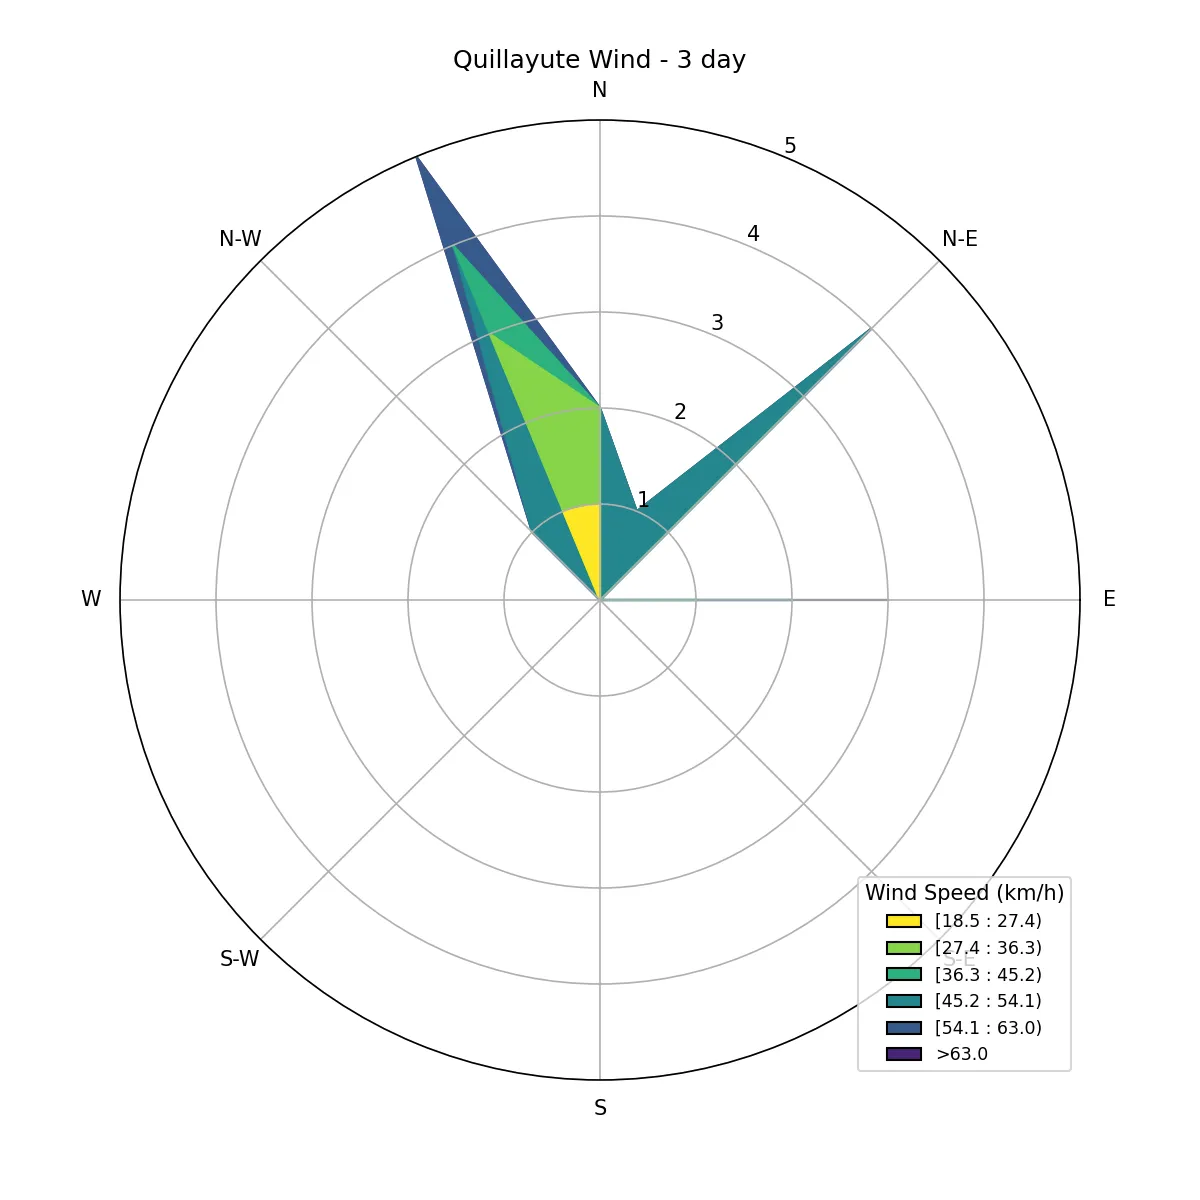 Quillayute Wind - 3 day
N
5
N-W
4
N-E
3
2
1
W
E
Wind Speed (km/h)
[18.5 : 27.4)
[27.4 : 36.3)
S-W
S-E
[36.3 : 45.2)
[45.2 : 54.1)
[54.1 : 63.0)
>63.0
S